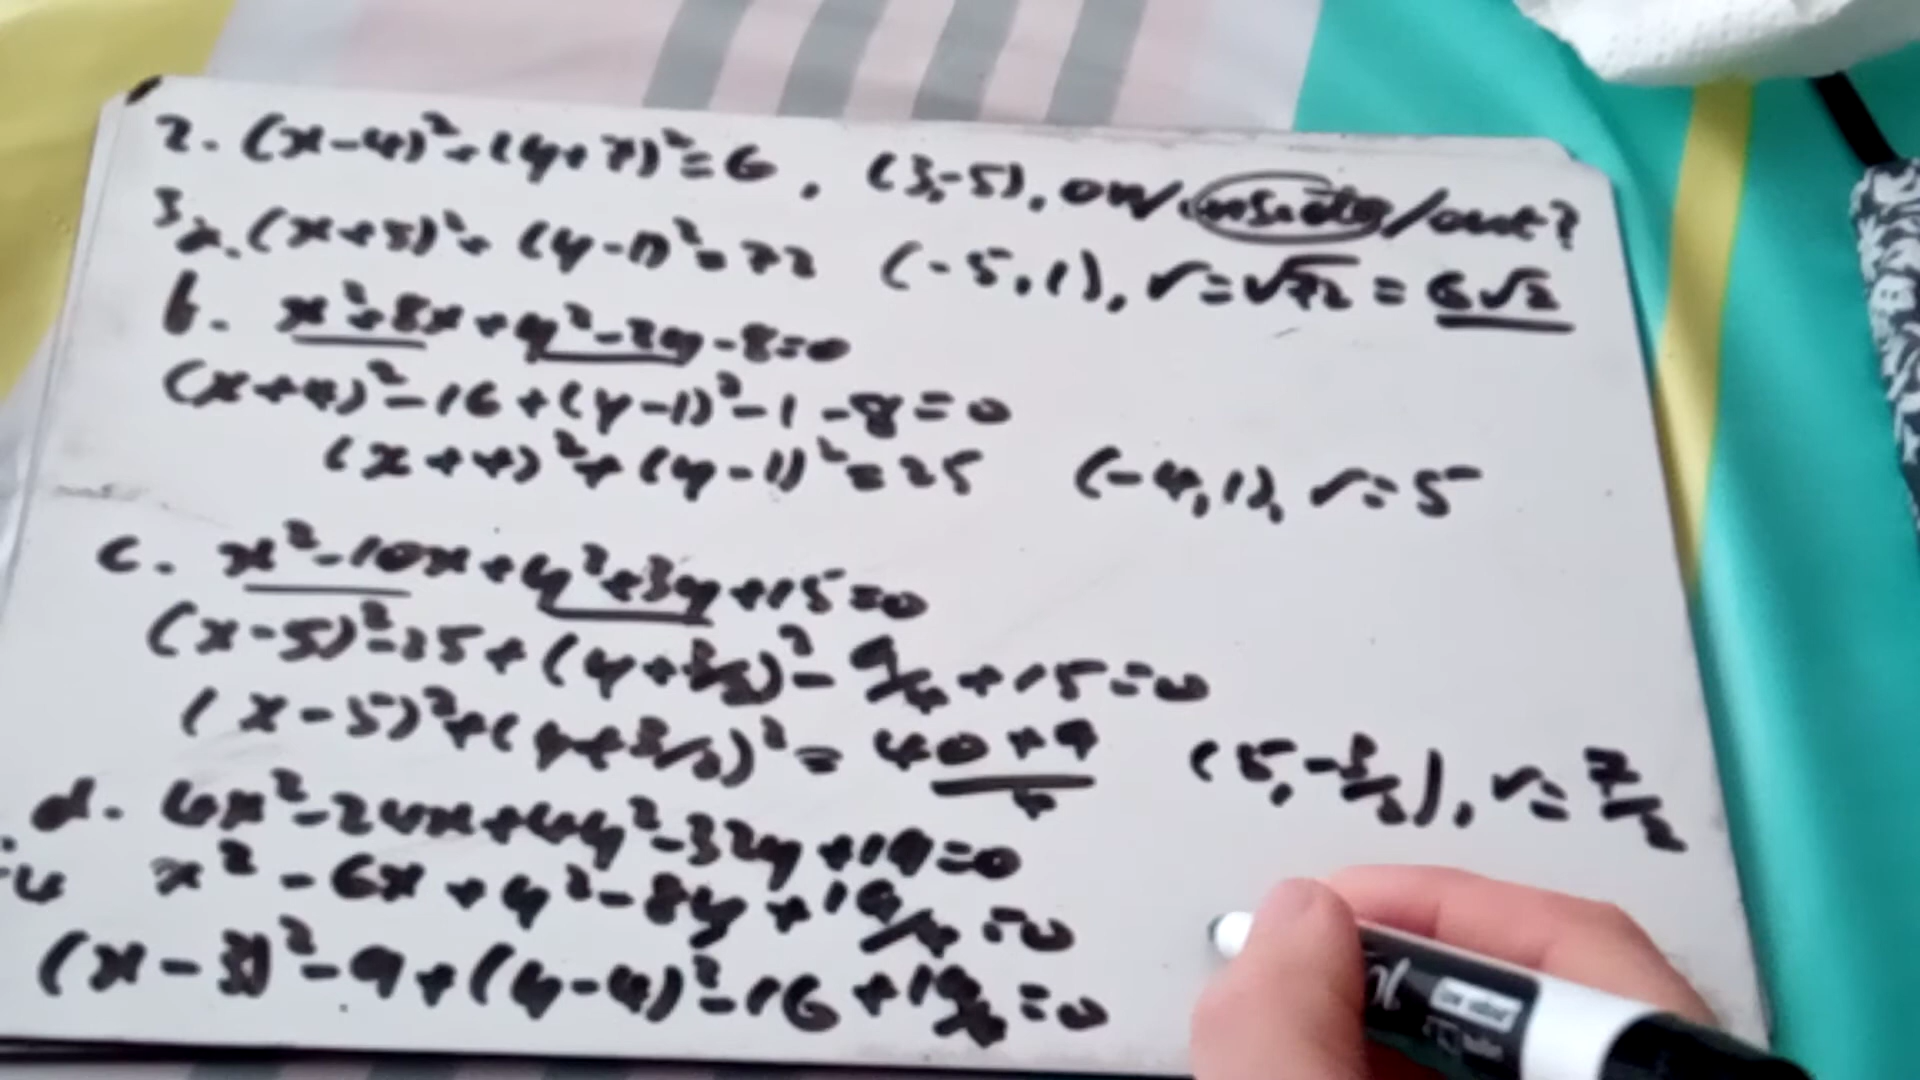 2. (x-4)²+(y+7)²=6, (3,-5), on/inside/out?
3a. (x+5)²+(y-1)²=72 (-5,1), r=√72=6√2
b. x²+8x+y²-2y-8=0
(x+4)²-16+(y-1)²-1-8=0
(x+4)²+(y-1)²=25 (-4,1), r=5
c. x²-10x+y²+3y+15=0
(x-5)²-25+(y+3/2)²-9/4+15=0
(x-5)²+(y+3/2)²=40+9/4 (5,-3/2), r=7/2
d. 4x²-24x+4y²-32y+19=0
÷4 x²-6x+y²-8y+19/4=0
(x-3)²-9+(y-4)²-16+19/4=0